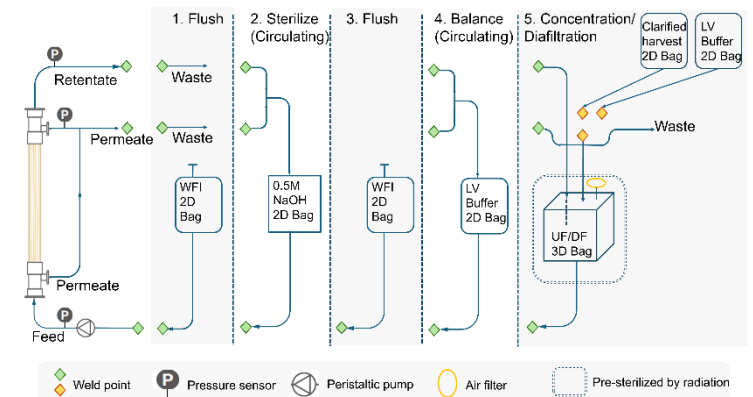 1. Flush
2. Sterilize
(Circulating)
3. Flush
4. Balance
(Circulating)
5. Concentration/
Diafiltration
Clarified
harvest
2D Bag
LV
Buffer
2D Bag
P
Retentate
Waste
P
Permeate
Waste
Waste
WFI
2D
Bag
0.5M
NaOH
2D Bag
WFI
2D
Bag
LV
Buffer
2D Bag
UF/DF
3D Bag
Permeate
P
Feed
Weld point
P
Pressure sensor
Peristaltic pump
Air filter
Pre-sterilized by radiation